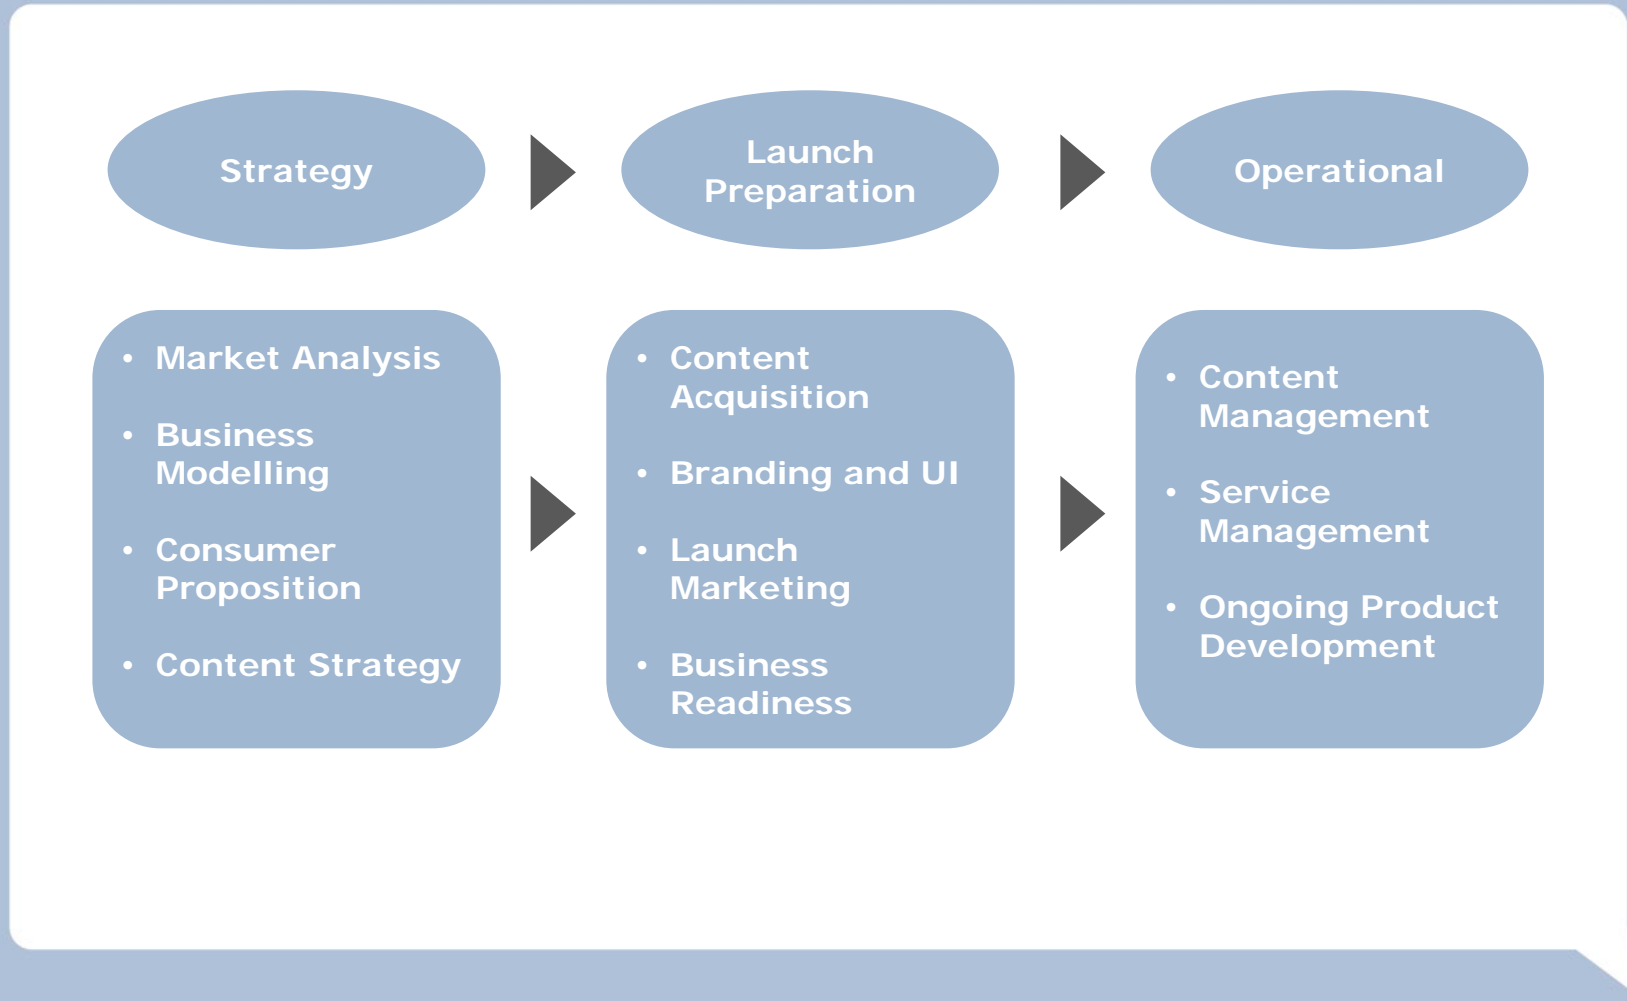 Strategy
Launch
Preparation
Operational
• Market Analysis
• Business
Modelling
• Consumer
Proposition
• Content Strategy
• Content
Acquisition
• Branding and UI
• Launch
Marketing
• Business
Readiness
• Content
Management
• Service
Management
• Ongoing Product
Development